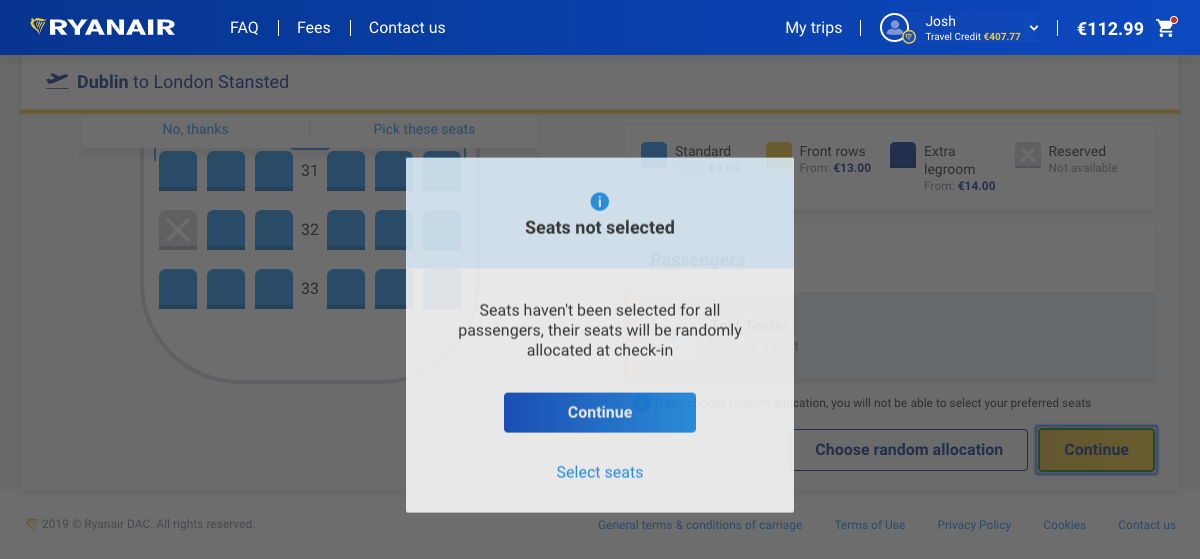 RYANAIR
FAQ
Fees
Contact us
My trips
Josh
Travel Credit €407.77
€112.99
Dublin to London Stansted
No, thanks
Pick these seats
31
32
33
Standard
From: €4.00
Front rows
From: €13.00
Extra
legroom
From: €14.00
Reserved
Not available
Seats not selected
Seats haven't been selected for all
passengers, their seats will be randomly
allocated at check-in
Continue
Select seats
Passengers
Tester
If you choose random allocation, you will not be able to select your preferred seats
Choose random allocation
Continue
2019 © Ryanair DAC. All rights reserved.
General terms & conditions of carriage
Terms of Use
Privacy Policy
Cookies
Contact us